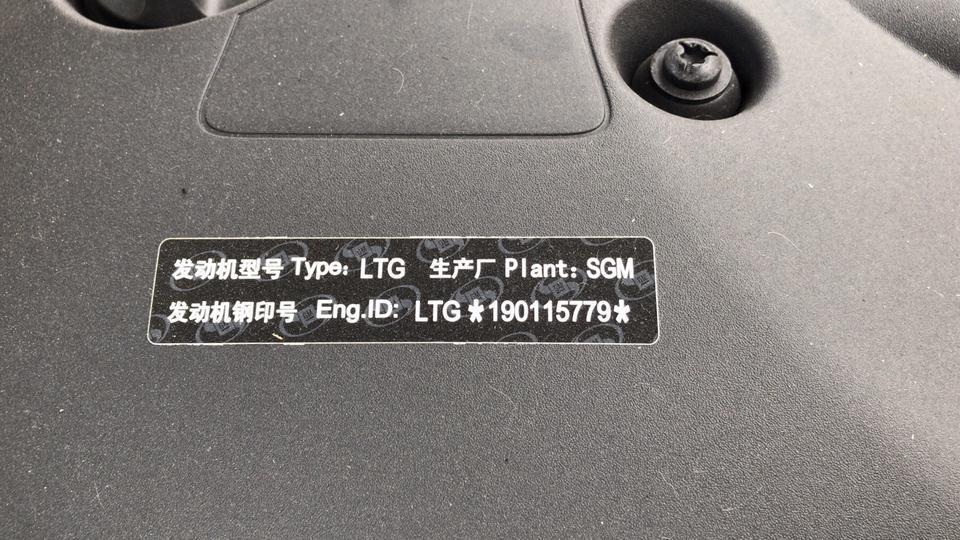 发动机型号 Type: LTG 生产厂 Plant: SGM
发动机钢印号 Eng.ID: LTG*190115779*